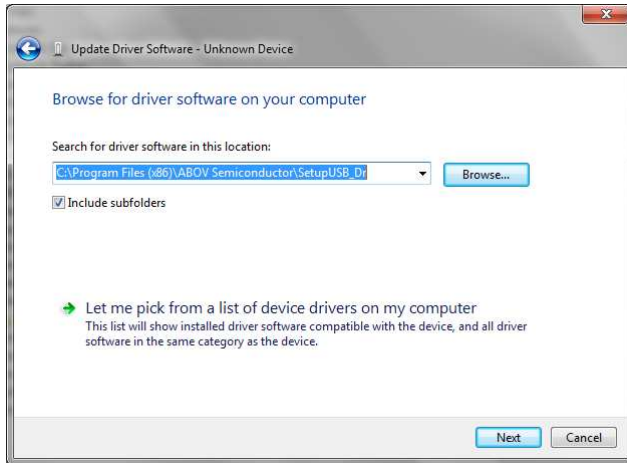 Update Driver Software - Unknown Device
Browse for driver software on your computer
Search for driver software in this location:
C:\Program Files (x86)\ABOV Semiconductor\SetupUSB_Dr
Browse...
Include subfolders
Let me pick from a list of device drivers on my computer
This list will show installed driver software compatible with the device, and all driver
software in the same category as the device.
Next
Cancel